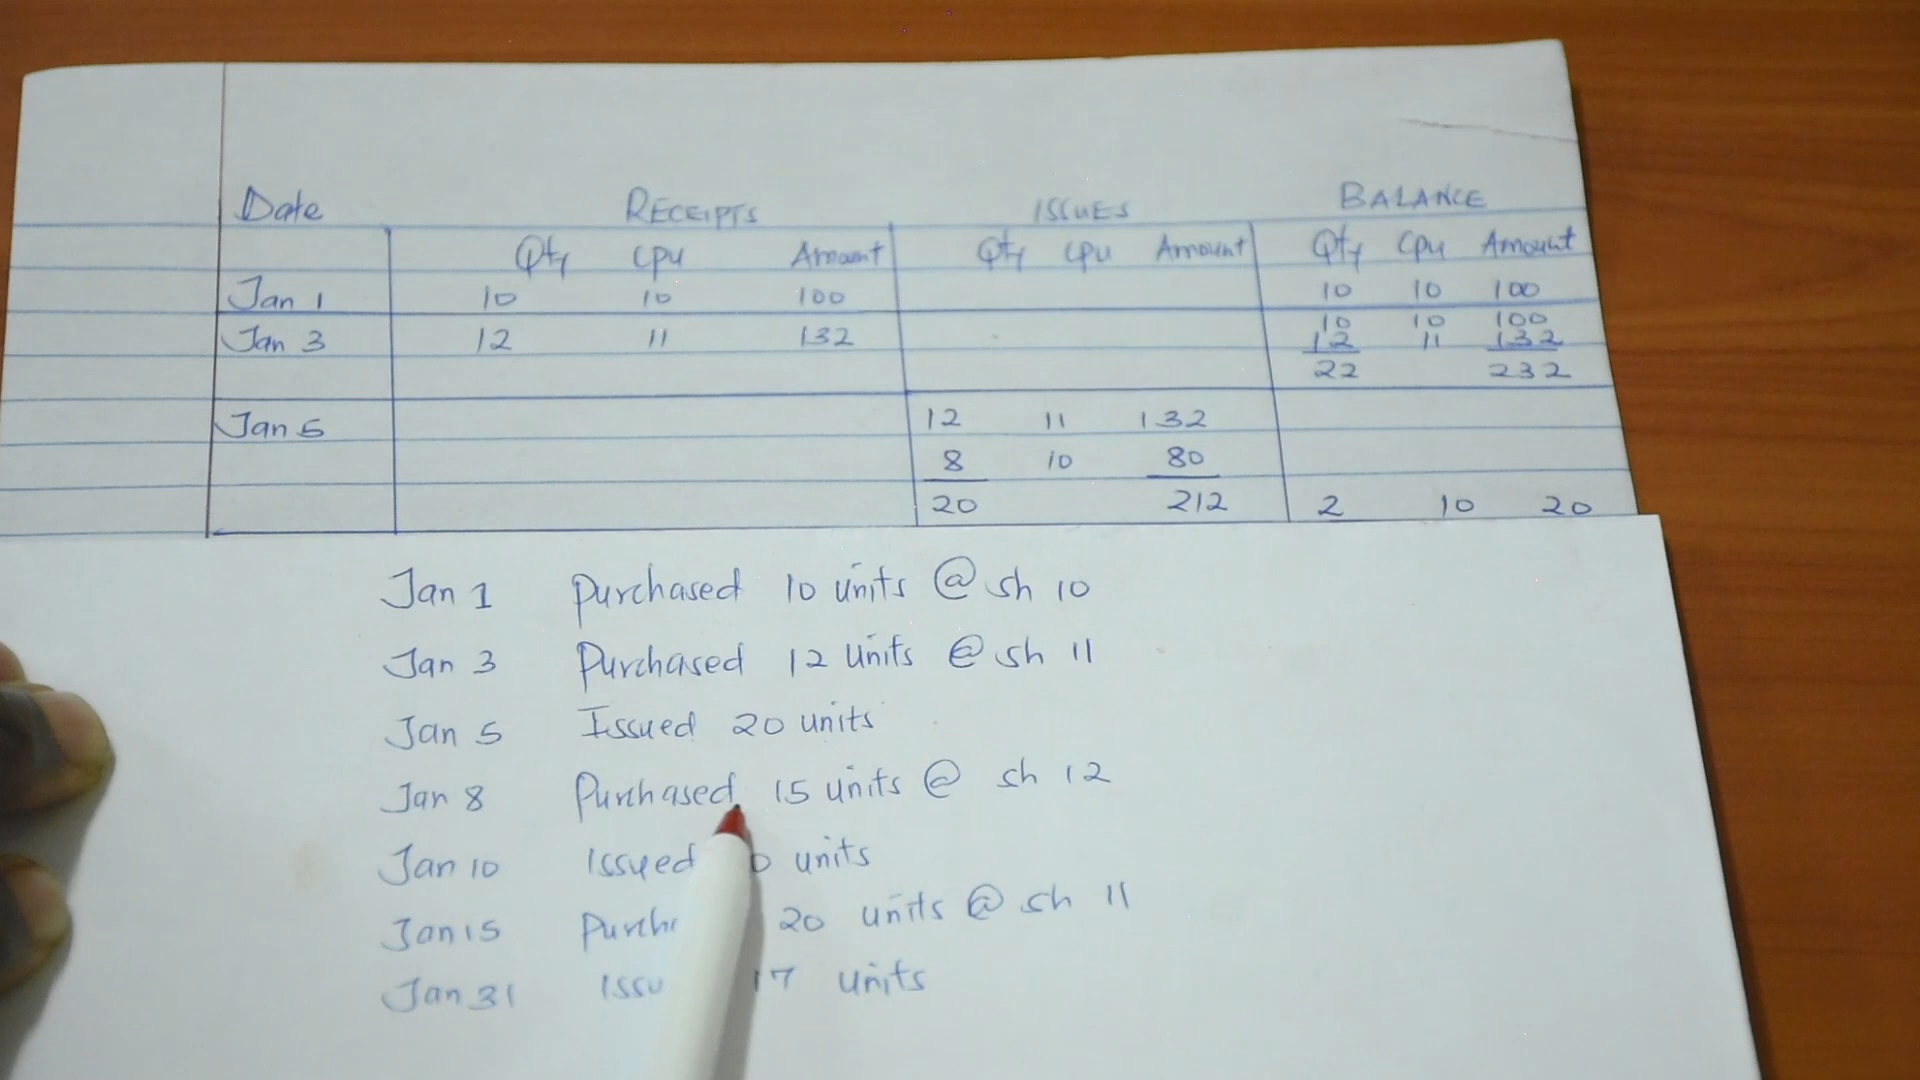 Date RECEIPTS ISSUES BALANCE
Qty cpu Amount Qty cpu Amount Qty cpu Amount
Jan 1 10 10 100 10 10 100
10 10 100
Jan 3 12 11 132 12 11 132
22 232
Jan 5 12 11 132
8 10 80
20 212 2 10 20
Jan 1 Purchased 10 units @ sh 10
Jan 3 Purchased 12 units @ sh 11
Jan 5 Issued 20 units
Jan 8 Purchased 15 units @ sh 12
Jan 10 Issued units
Jan 15 20 units @ sh 11
Jan 31 17 units